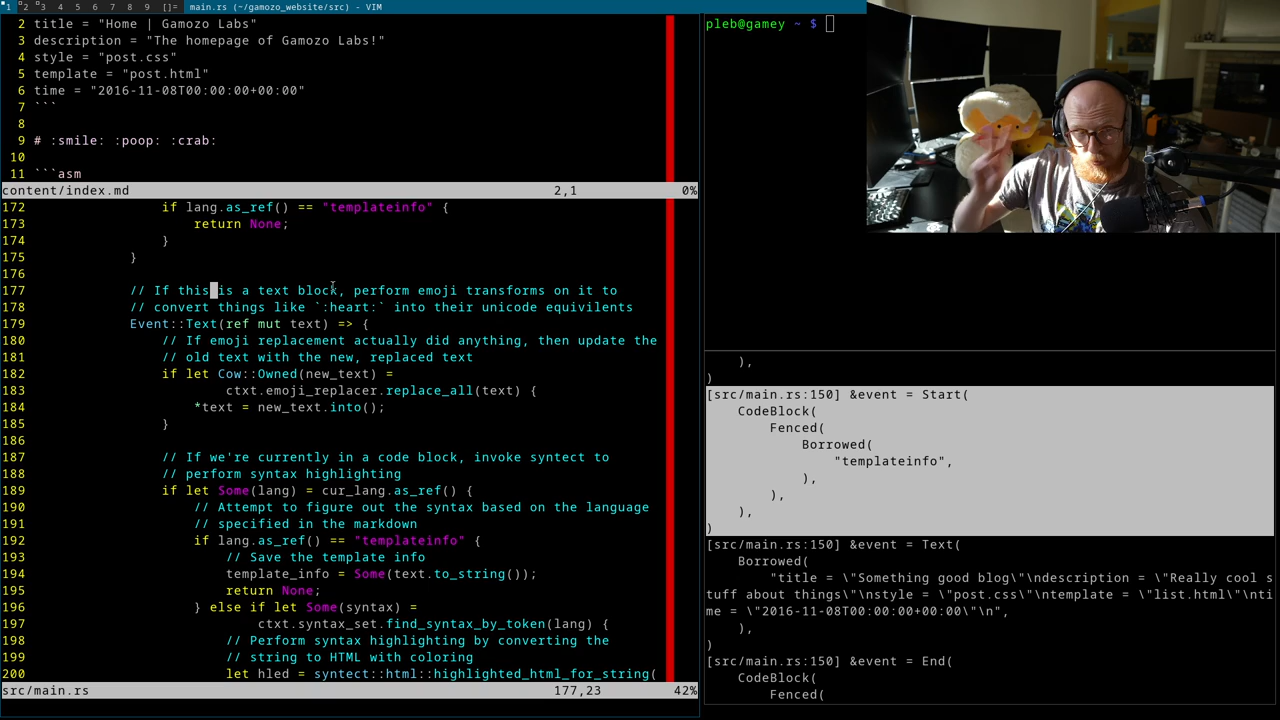 1 2 3 4 5 6 7 8 9 []= main.rs (~/gamozo_website/src) - VIM
2 title = "Home | Gamozo Labs"
3 description = "The homepage of Gamozo Labs!"
4 style = "post.css"
5 template = "post.html"
6 time = "2016-11-08T00:00:00+00:00"
7 ```
8
9 # :smile: :poop: :crab:
10
11 ```asm
content/index.md 2,1 0%
172 if lang.as_ref() == "templateinfo" {
173 return None;
174 }
175 }
176
177 // If this is a text block, perform emoji transforms on it to
178 // convert things like `:heart:` into their unicode equivilents
179 Event::Text(ref mut text) => {
180 // If emoji replacement actually did anything, then update the
181 // old text with the new, replaced text
182 if let Cow::Owned(new_text) =
183 ctxt.emoji_replacer.replace_all(text) {
184 *text = new_text.into();
185 }
186
187 // If we're currently in a code block, invoke syntect to
188 // perform syntax highlighting
189 if let Some(lang) = cur_lang.as_ref() {
190 // Attempt to figure out the syntax based on the language
191 // specified in the markdown
192 if lang.as_ref() == "templateinfo" {
193 // Save the template info
194 template_info = Some(text.to_string());
195 return None;
196 } else if let Some(syntax) =
197 ctxt.syntax_set.find_syntax_by_token(lang) {
198 // Perform syntax highlighting by converting the
199 // string to HTML with coloring
200 let hled = syntect::html::highlighted_html_for_string(
src/main.rs 177,23 42%
pleb@gamey ~ $
),
)
[src/main.rs:150] &event = Start(
CodeBlock(
Fenced(
Borrowed(
"templateinfo",
),
),
),
)
[src/main.rs:150] &event = Text(
Borrowed(
"title = \"Something good blog\"\ndescription = \"Really cool s
tuff about things\"\nstyle = \"post.css\"\ntemplate = \"list.html\"\nti
me = \"2016-11-08T00:00:00+00:00\"\n",
),
)
[src/main.rs:150] &event = End(
CodeBlock(
Fenced(